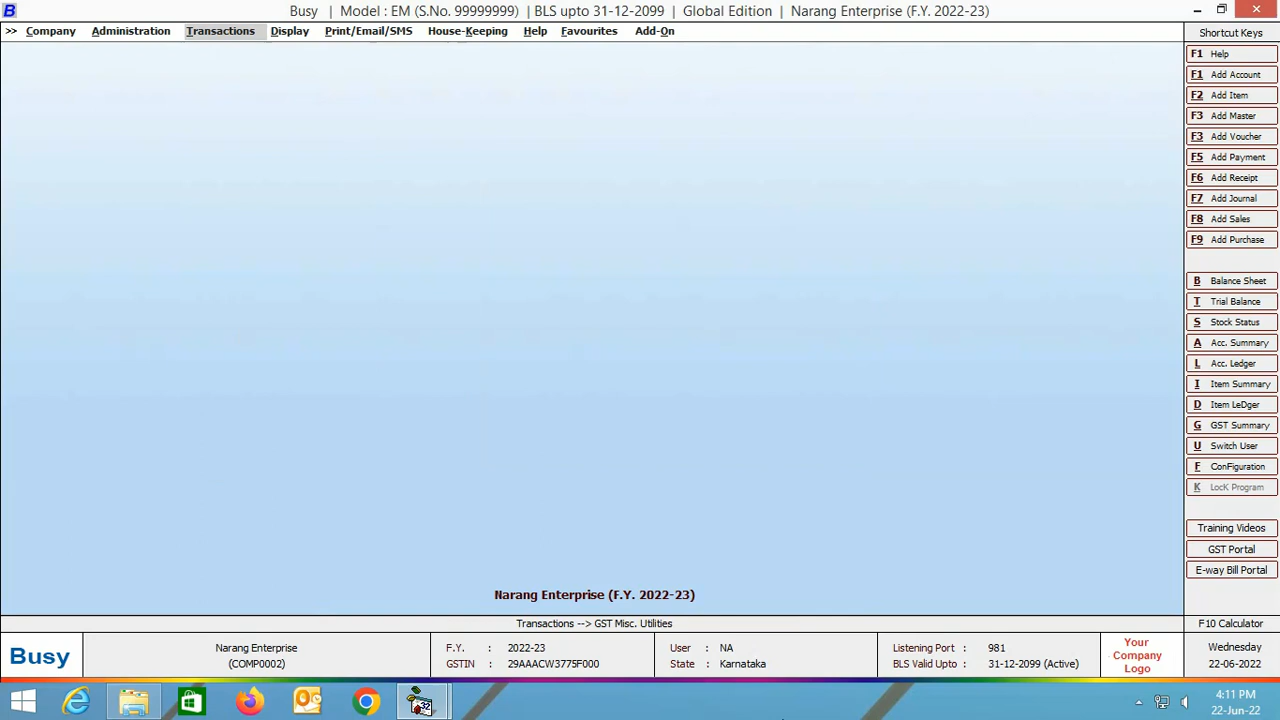 Busy | Model : EM (S.No. 99999999) | BLS upto 31-12-2099 | Global Edition | Narang Enterprise (F.Y. 2022-23)
>> Company Administration Transactions Display Print/Email/SMS House-Keeping Help Favourites Add-On
Shortcut Keys
F1 Help
F1 Add Account
F2 Add Item
F3 Add Master
F3 Add Voucher
F5 Add Payment
F6 Add Receipt
F7 Add Journal
F8 Add Sales
F9 Add Purchase
B Balance Sheet
T Trial Balance
S Stock Status
A Acc. Summary
L Acc. Ledger
I Item Summary
D Item LeDger
G GST Summary
U Switch User
F ConFiguration
K LocK Program
Training Videos
GST Portal
E-way Bill Portal
Narang Enterprise (F.Y. 2022-23)
Transactions --> GST Misc. Utilities
F10 Calculator
Busy
Narang Enterprise
(COMP0002)
F.Y. : 2022-23
GSTIN : 29AAACW3775F000
User : NA
State : Karnataka
Listening Port : 981
BLS Valid Upto : 31-12-2099 (Active)
Your
Company
Logo
Wednesday
22-06-2022
4:11 PM
22-Jun-22